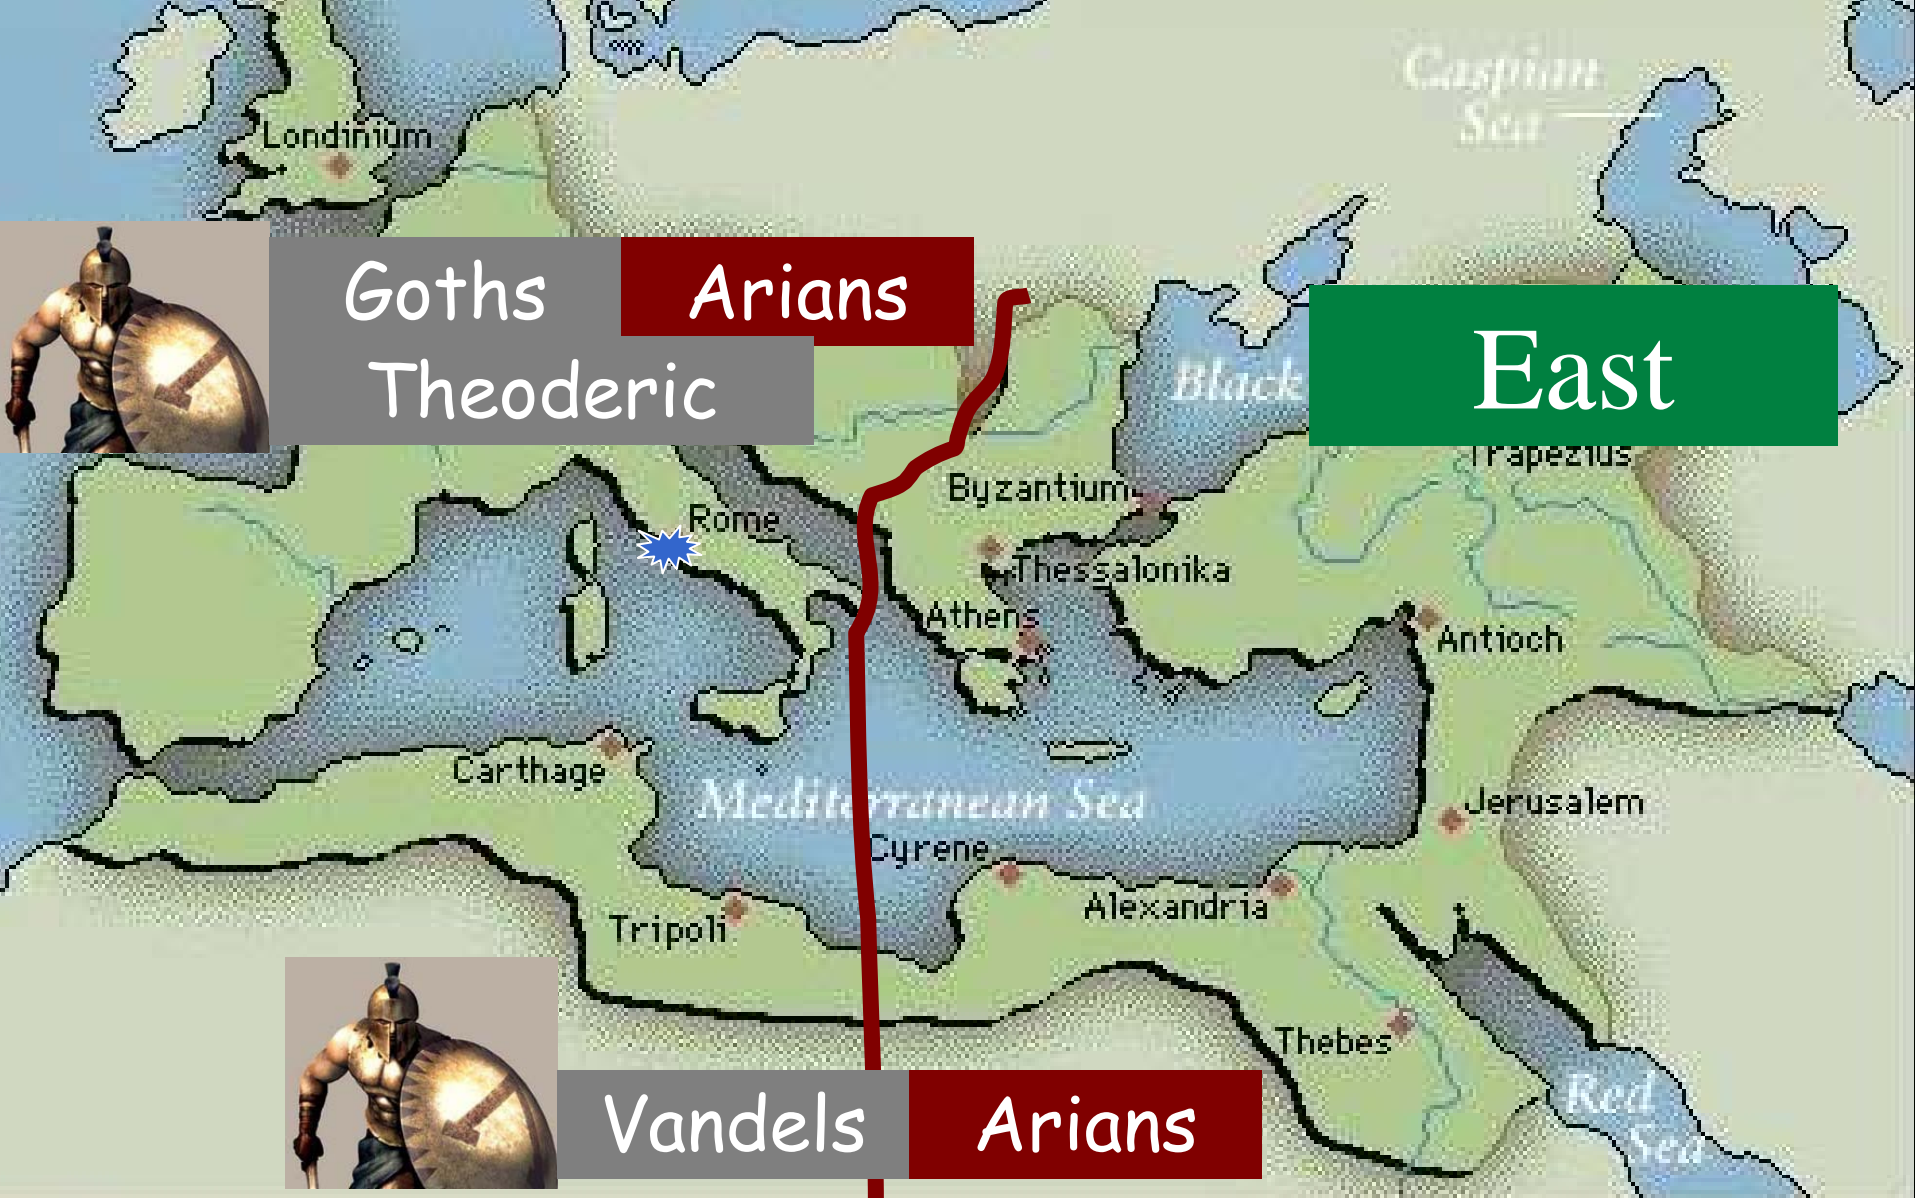 Caspian
Sea
Londinium
Goths Arians
Theoderic
East
Black
Trapezius
Byzantium
Rome
Thessalonika
Athens
Antioch
Carthage
Mediterranean Sea
Jerusalem
Cyrene
Alexandria
Tripoli
Thebes
Red
Sea
Vandels Arians